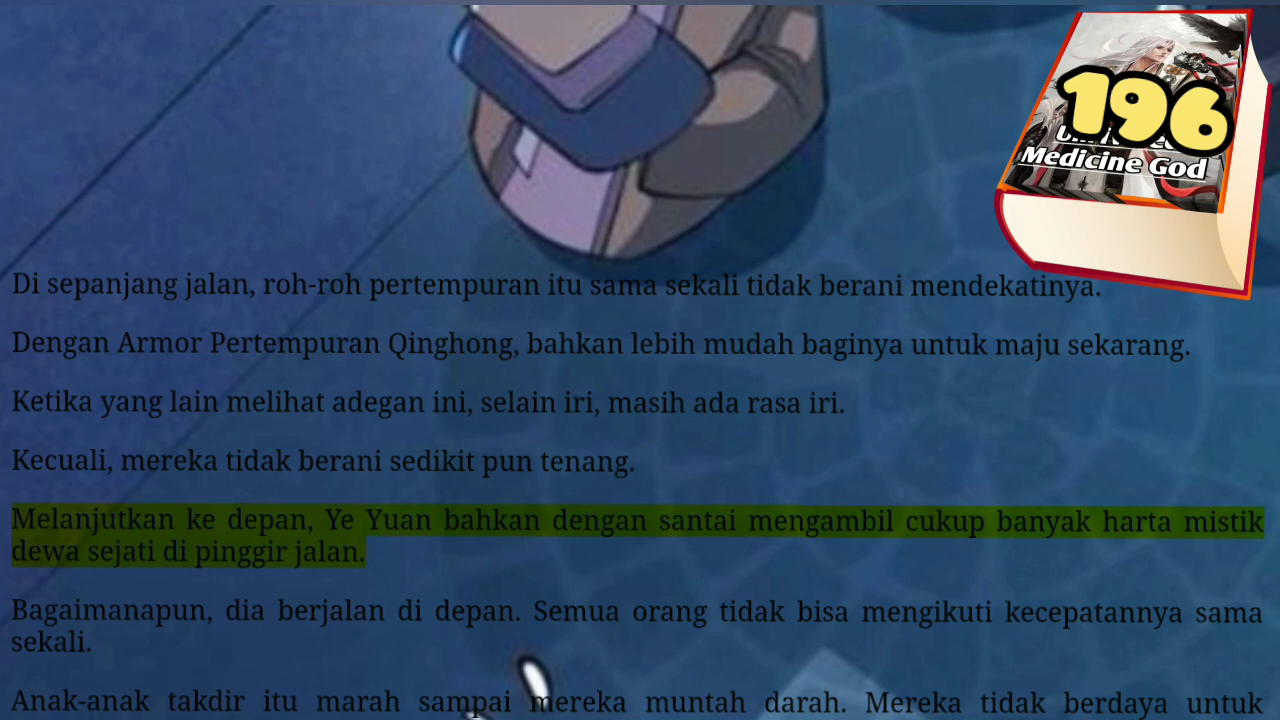 196
Medicine God
Di sepanjang jalan, roh-roh pertempuran itu sama sekali tidak berani mendekatinya.
Dengan Armor Pertempuran Qinghong, bahkan lebih mudah baginya untuk maju sekarang.
Ketika yang lain melihat adegan ini, selain iri, masih ada rasa iri.
Kecuali, mereka tidak berani sedikit pun tenang.
Melanjutkan ke depan, Ye Yuan bahkan dengan santai mengambil cukup banyak harta mistik
dewa sejati di pinggir jalan.
Bagaimanapun, dia berjalan di depan. Semua orang tidak bisa mengikuti kecepatannya sama
sekali.
Anak-anak takdir itu marah sampai mereka muntah darah. Mereka tidak berdaya untuk